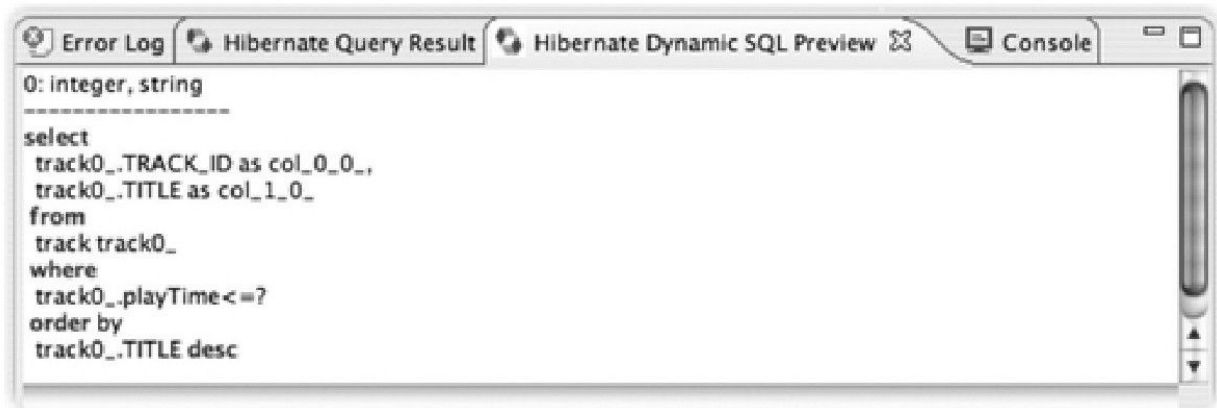 Error Log Hibernate Query Result Hibernate Dynamic SQL Preview Console
0: integer, string
------------------
select
track0_.TRACK_ID as col_0_0_,
track0_.TITLE as col_1_0_
from
track track0_
where
track0_.playTime<=?
order by
track0_.TITLE desc